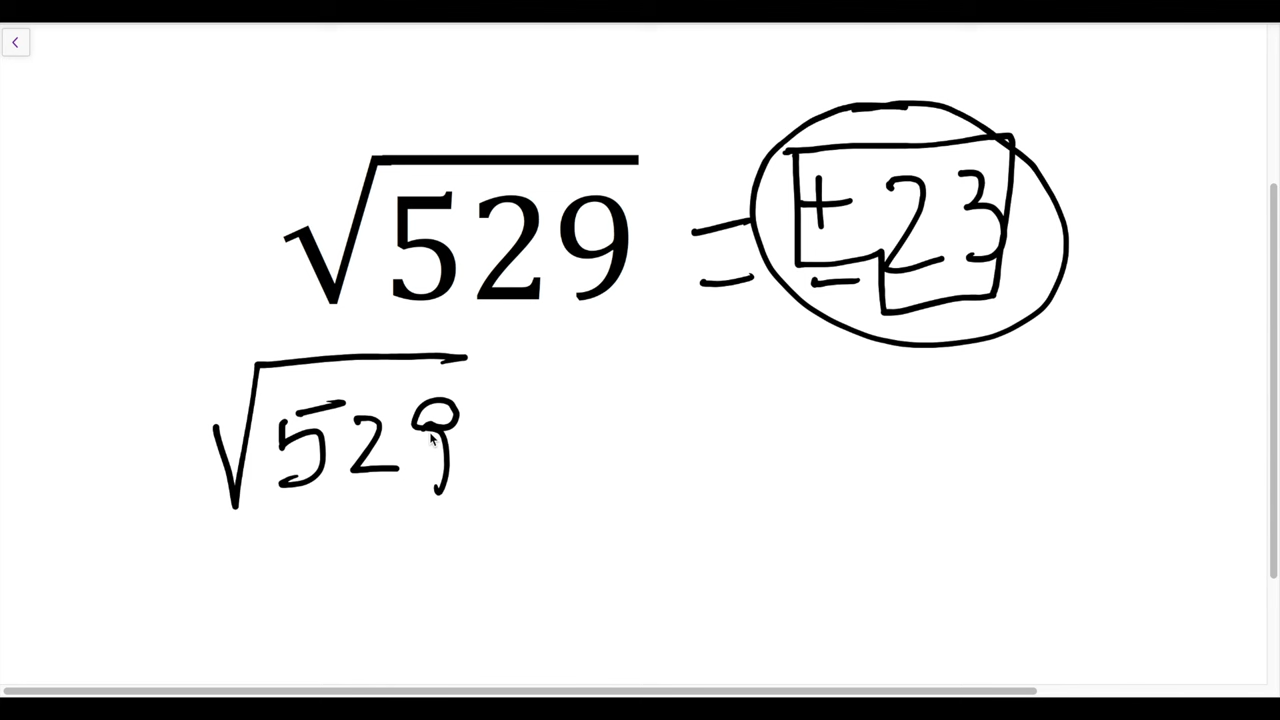 √529 = ±23
√529